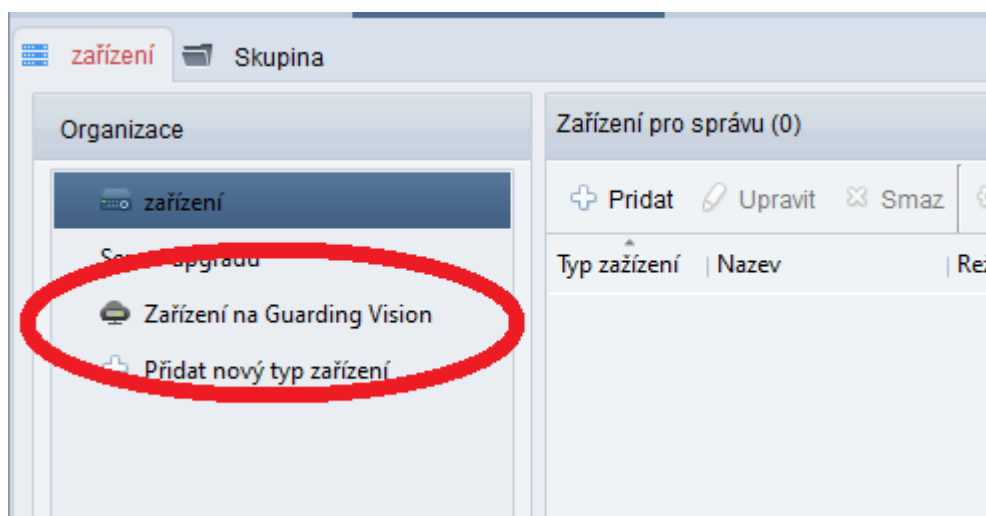 zařízení Skupina
Organizace
Zařízení pro správu (0)
zařízení
Pridat Upravit Smaz
upgradu
Typ zažízení Nazev
Zařízení na Guarding Vision
Přidat nový typ zařízení